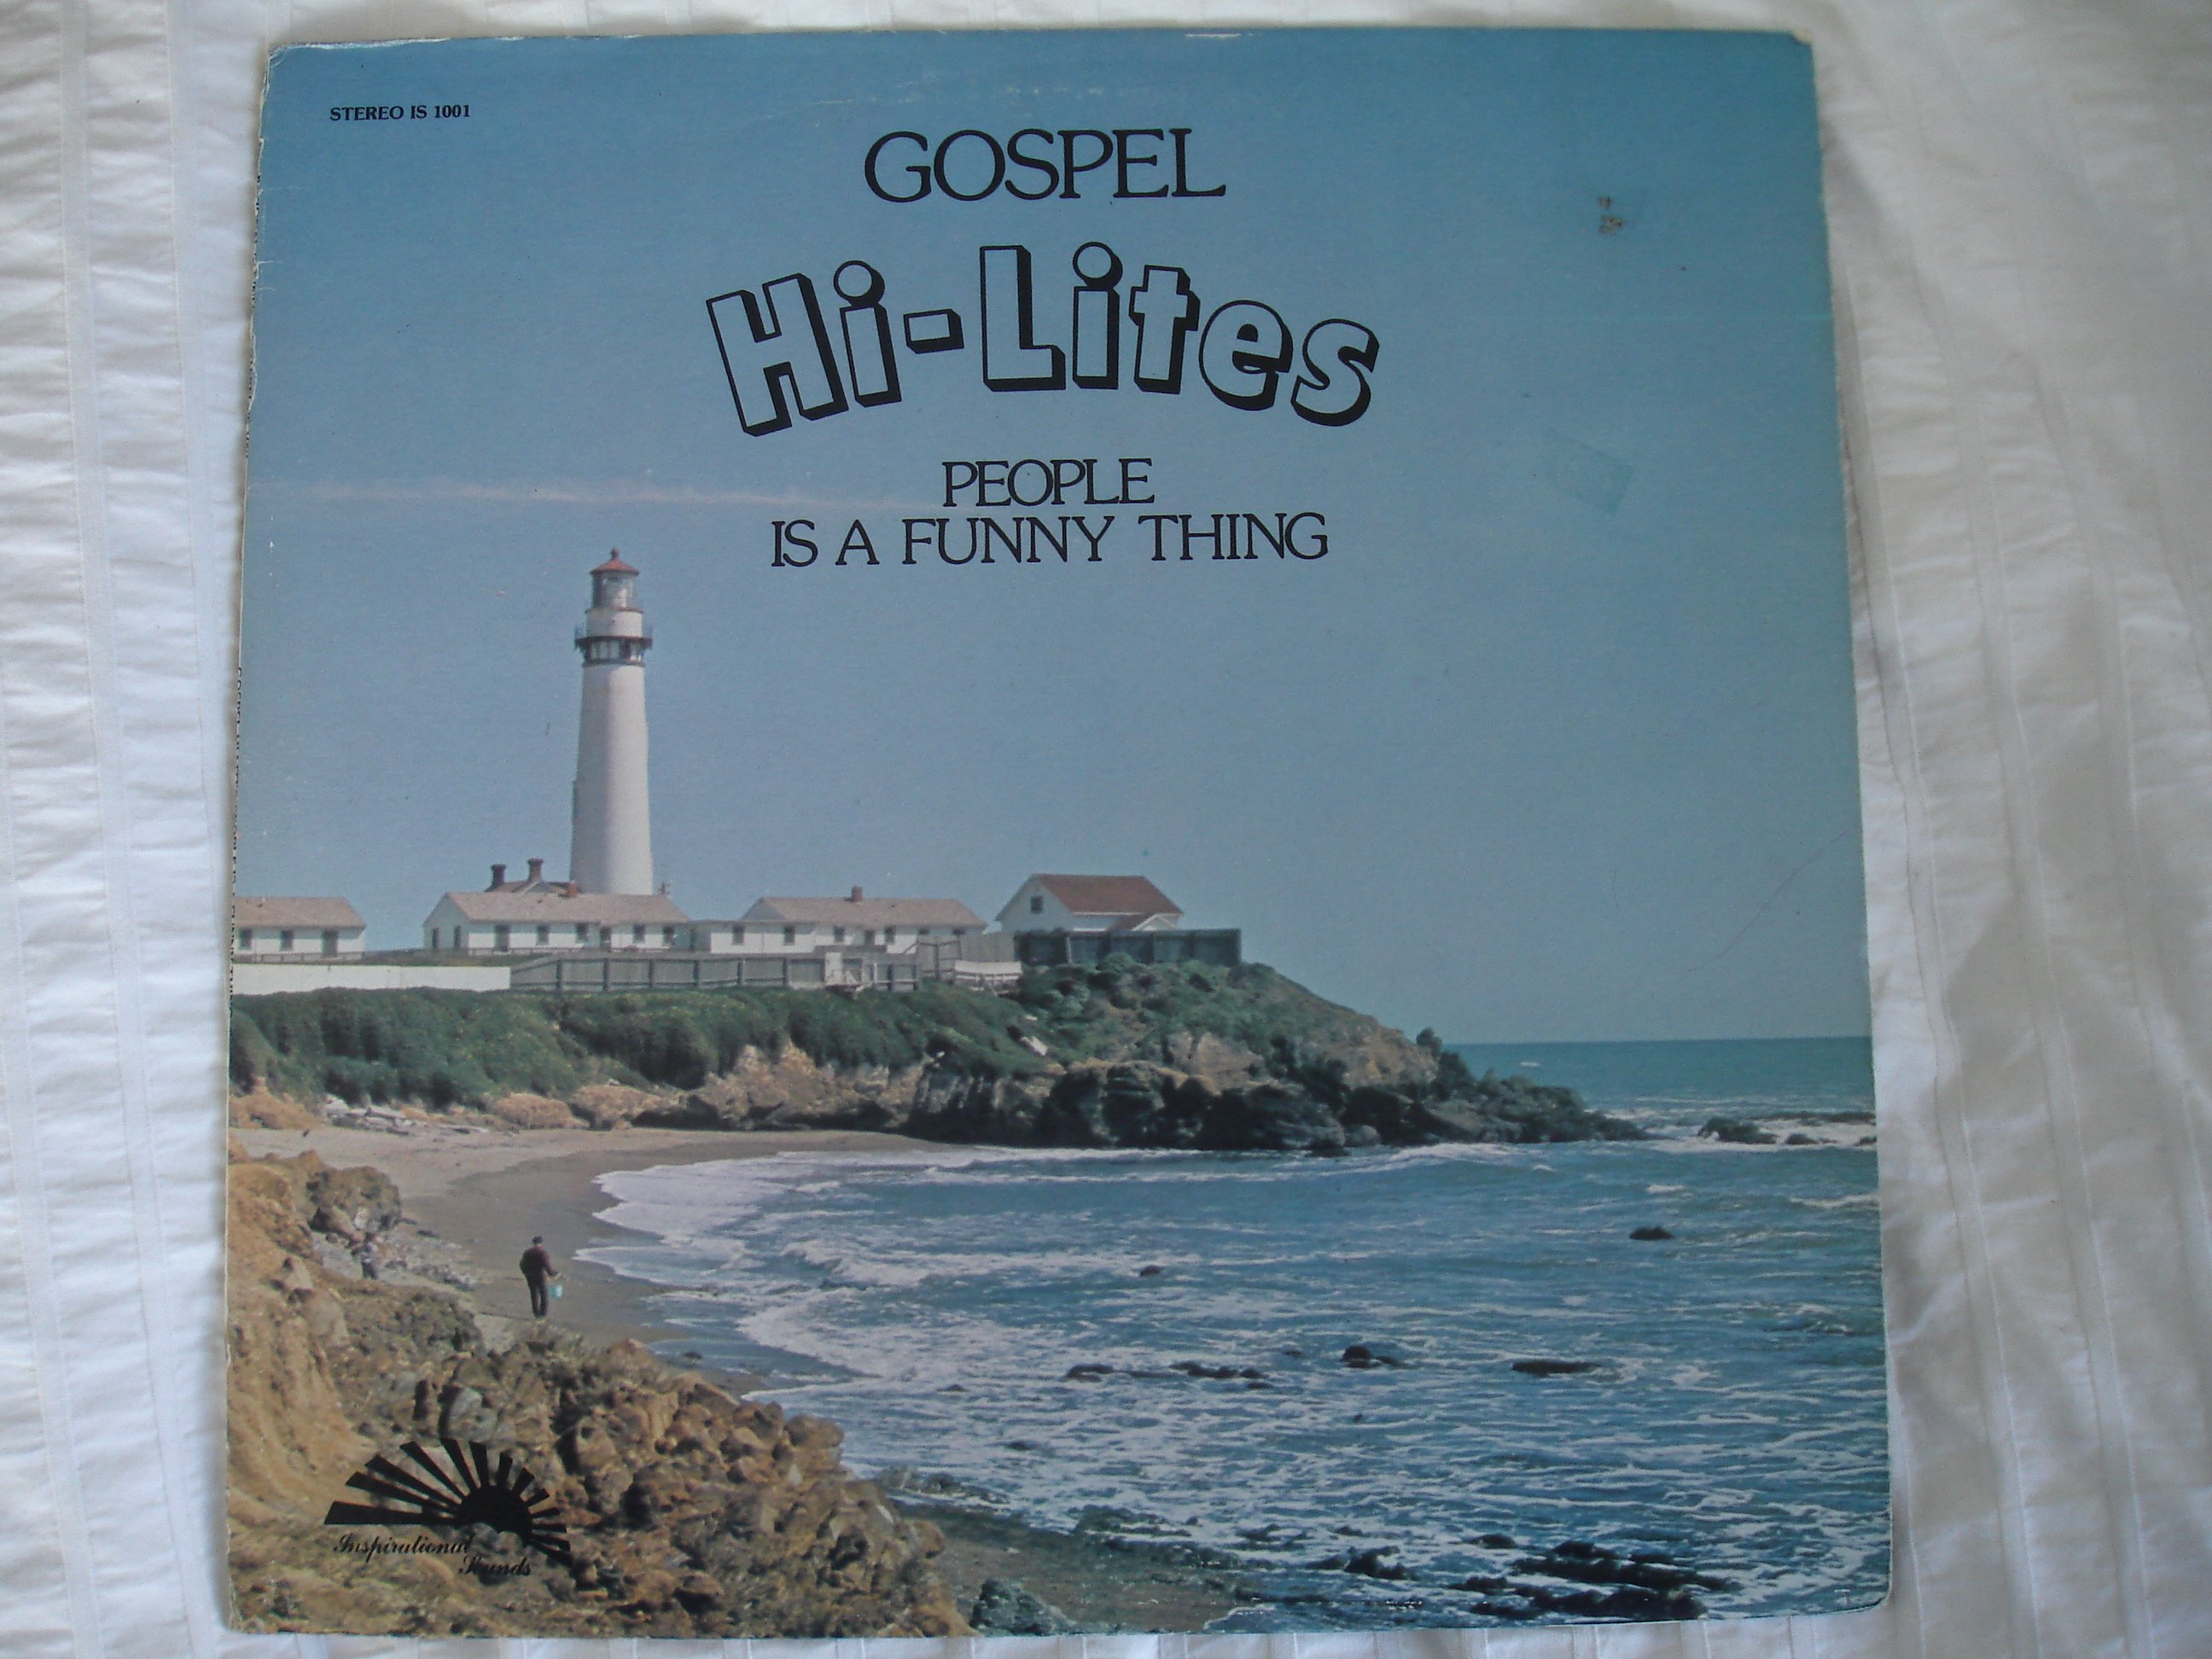 STEREO IS 1001
GOSPEL
Hi-Lites
PEOPLE
IS A FUNNY THING
Inspirational
Sounds